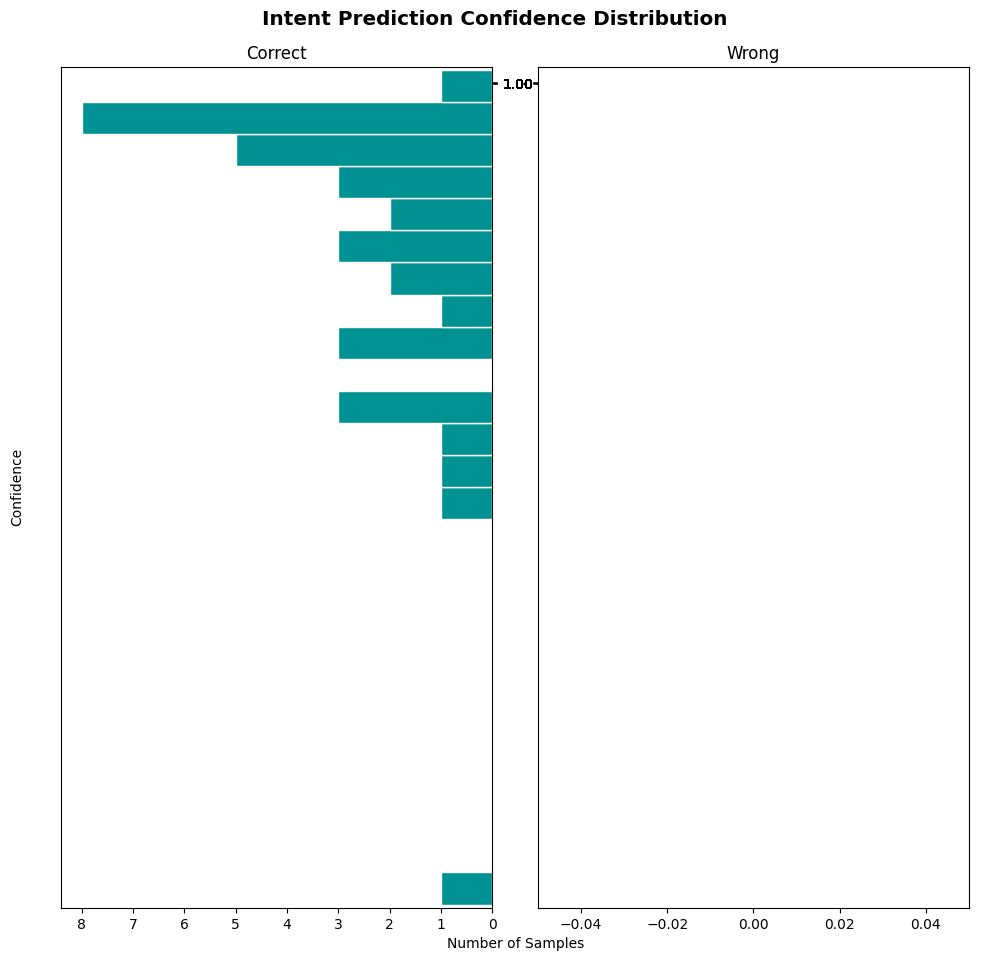 Intent Prediction Confidence Distribution
Correct
Wrong
1.00
Confidence
8 7 6 5 4 3 2 1 0
−0.04 −0.02 0.00 0.02 0.04
Number of Samples